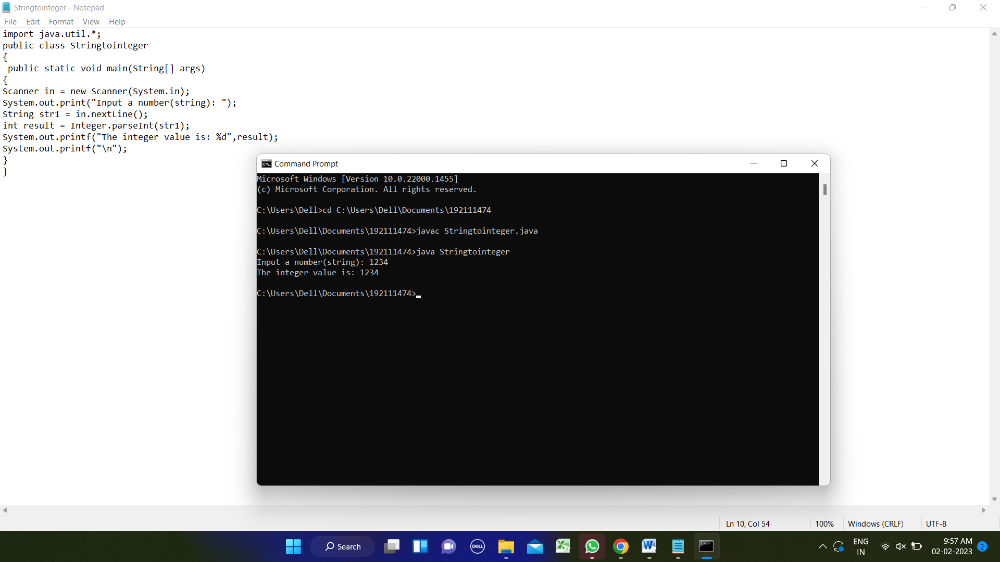 Stringtointeger - Notepad
File Edit Format View Help
import java.util.*;
public class Stringtointeger
{
 public static void main(String[] args)
{
Scanner in = new Scanner(System.in);
System.out.print("Input a number(string): ");
String str1 = in.nextLine();
int result = Integer.parseInt(str1);
System.out.printf("The integer value is: %d",result);
System.out.printf("\n");
}
}
Command Prompt
Microsoft Windows [Version 10.0.22000.1455]
(c) Microsoft Corporation. All rights reserved.
C:\Users\Dell>cd C:\Users\Dell\Documents\192111474
C:\Users\Dell\Documents\192111474>javac Stringtointeger.java
C:\Users\Dell\Documents\192111474>java Stringtointeger
Input a number(string): 1234
The integer value is: 1234
C:\Users\Dell\Documents\192111474>
Ln 10, Col 54 100% Windows (CRLF) UTF-8
Search
DELL
ENG
IN
9:57 AM
02-02-2023
2